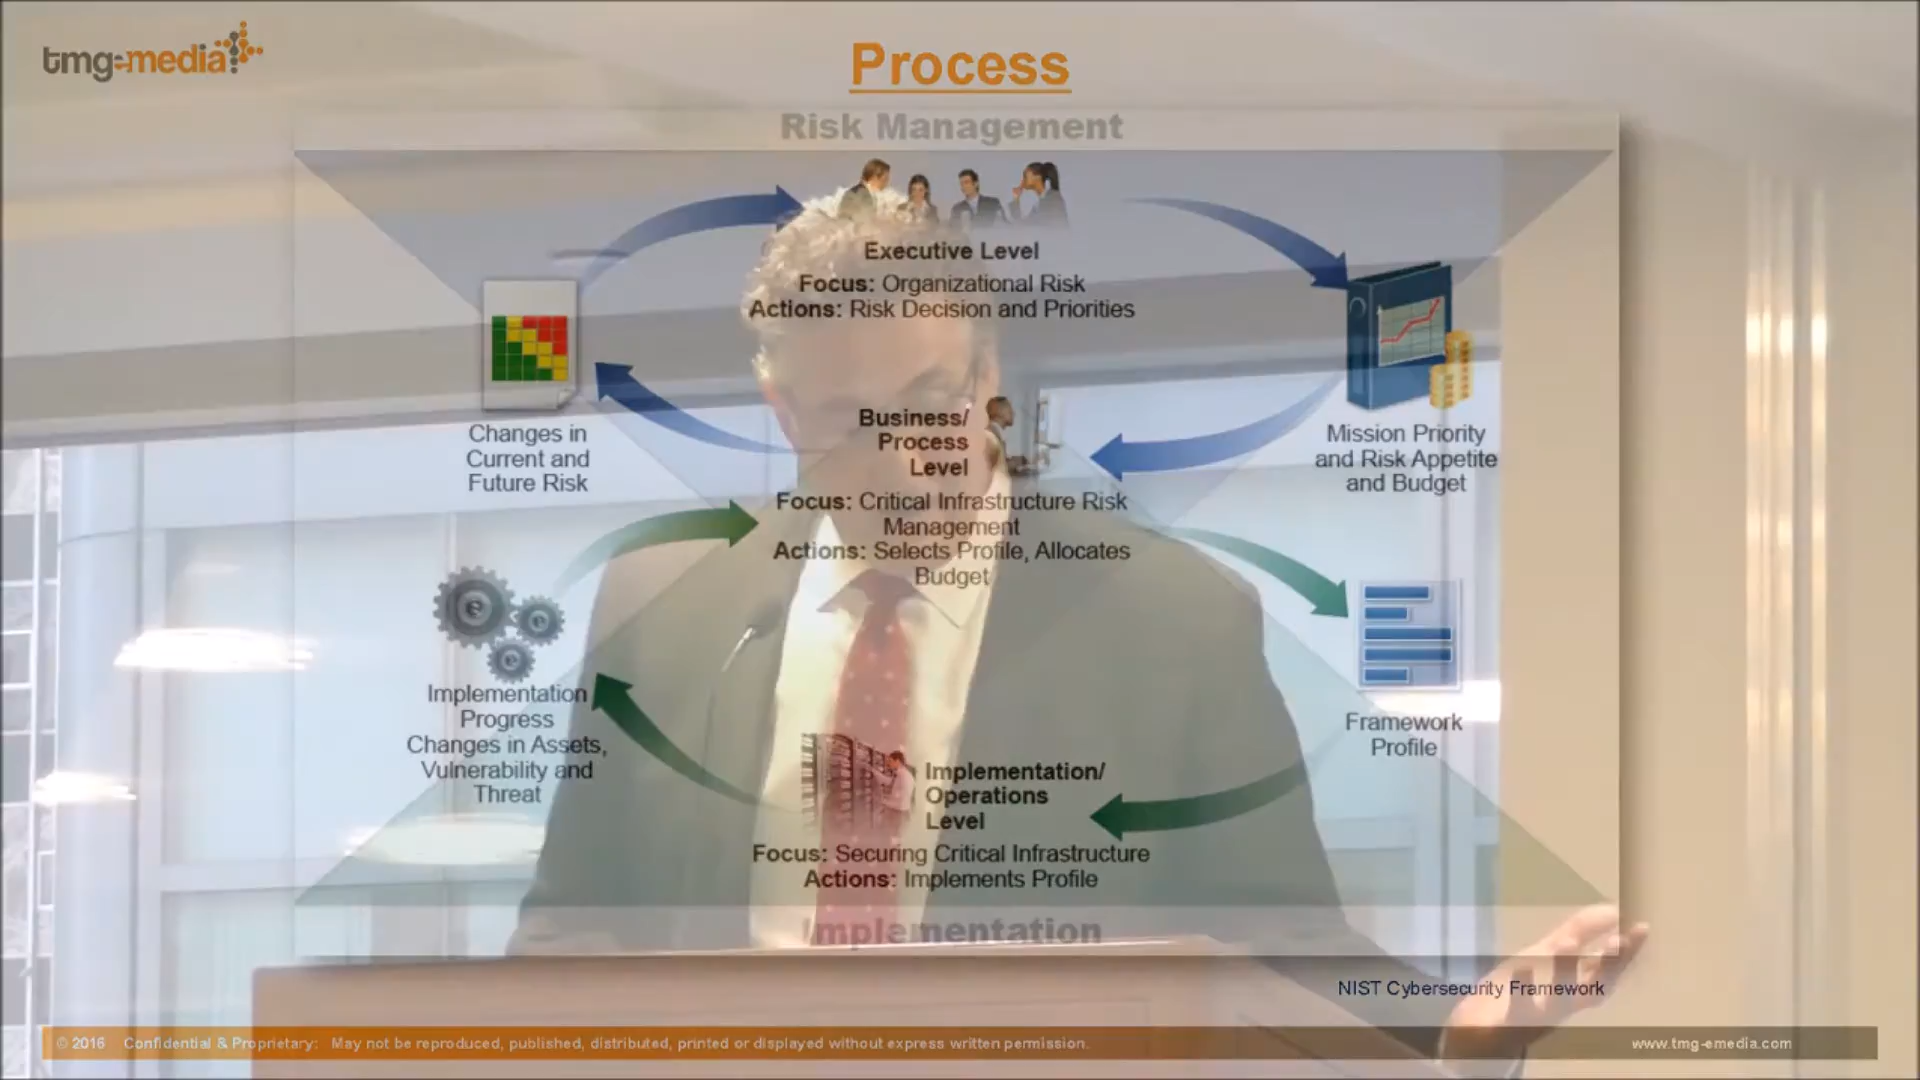 tmg-emedia
Process
Risk Management
Executive Level
Focus: Organizational Risk
Actions: Risk Decision and Priorities
Changes in
Current and
Future Risk
Mission Priority
and Risk Appetite
and Budget
Business/
Process
Level
Focus: Critical Infrastructure Risk
Management
Actions: Selects Profile, Allocates
Budget
Implementation
Progress
Changes in Assets,
Vulnerability and
Threat
Framework
Profile
Implementation/
Operations
Level
Focus: Securing Critical Infrastructure
Actions: Implements Profile
Implementation
NIST Cybersecurity Framework
© 2016 Confidential & Proprietary: May not be reproduced, published, distributed, printed or displayed without express written permission.
www.tmg-emedia.com